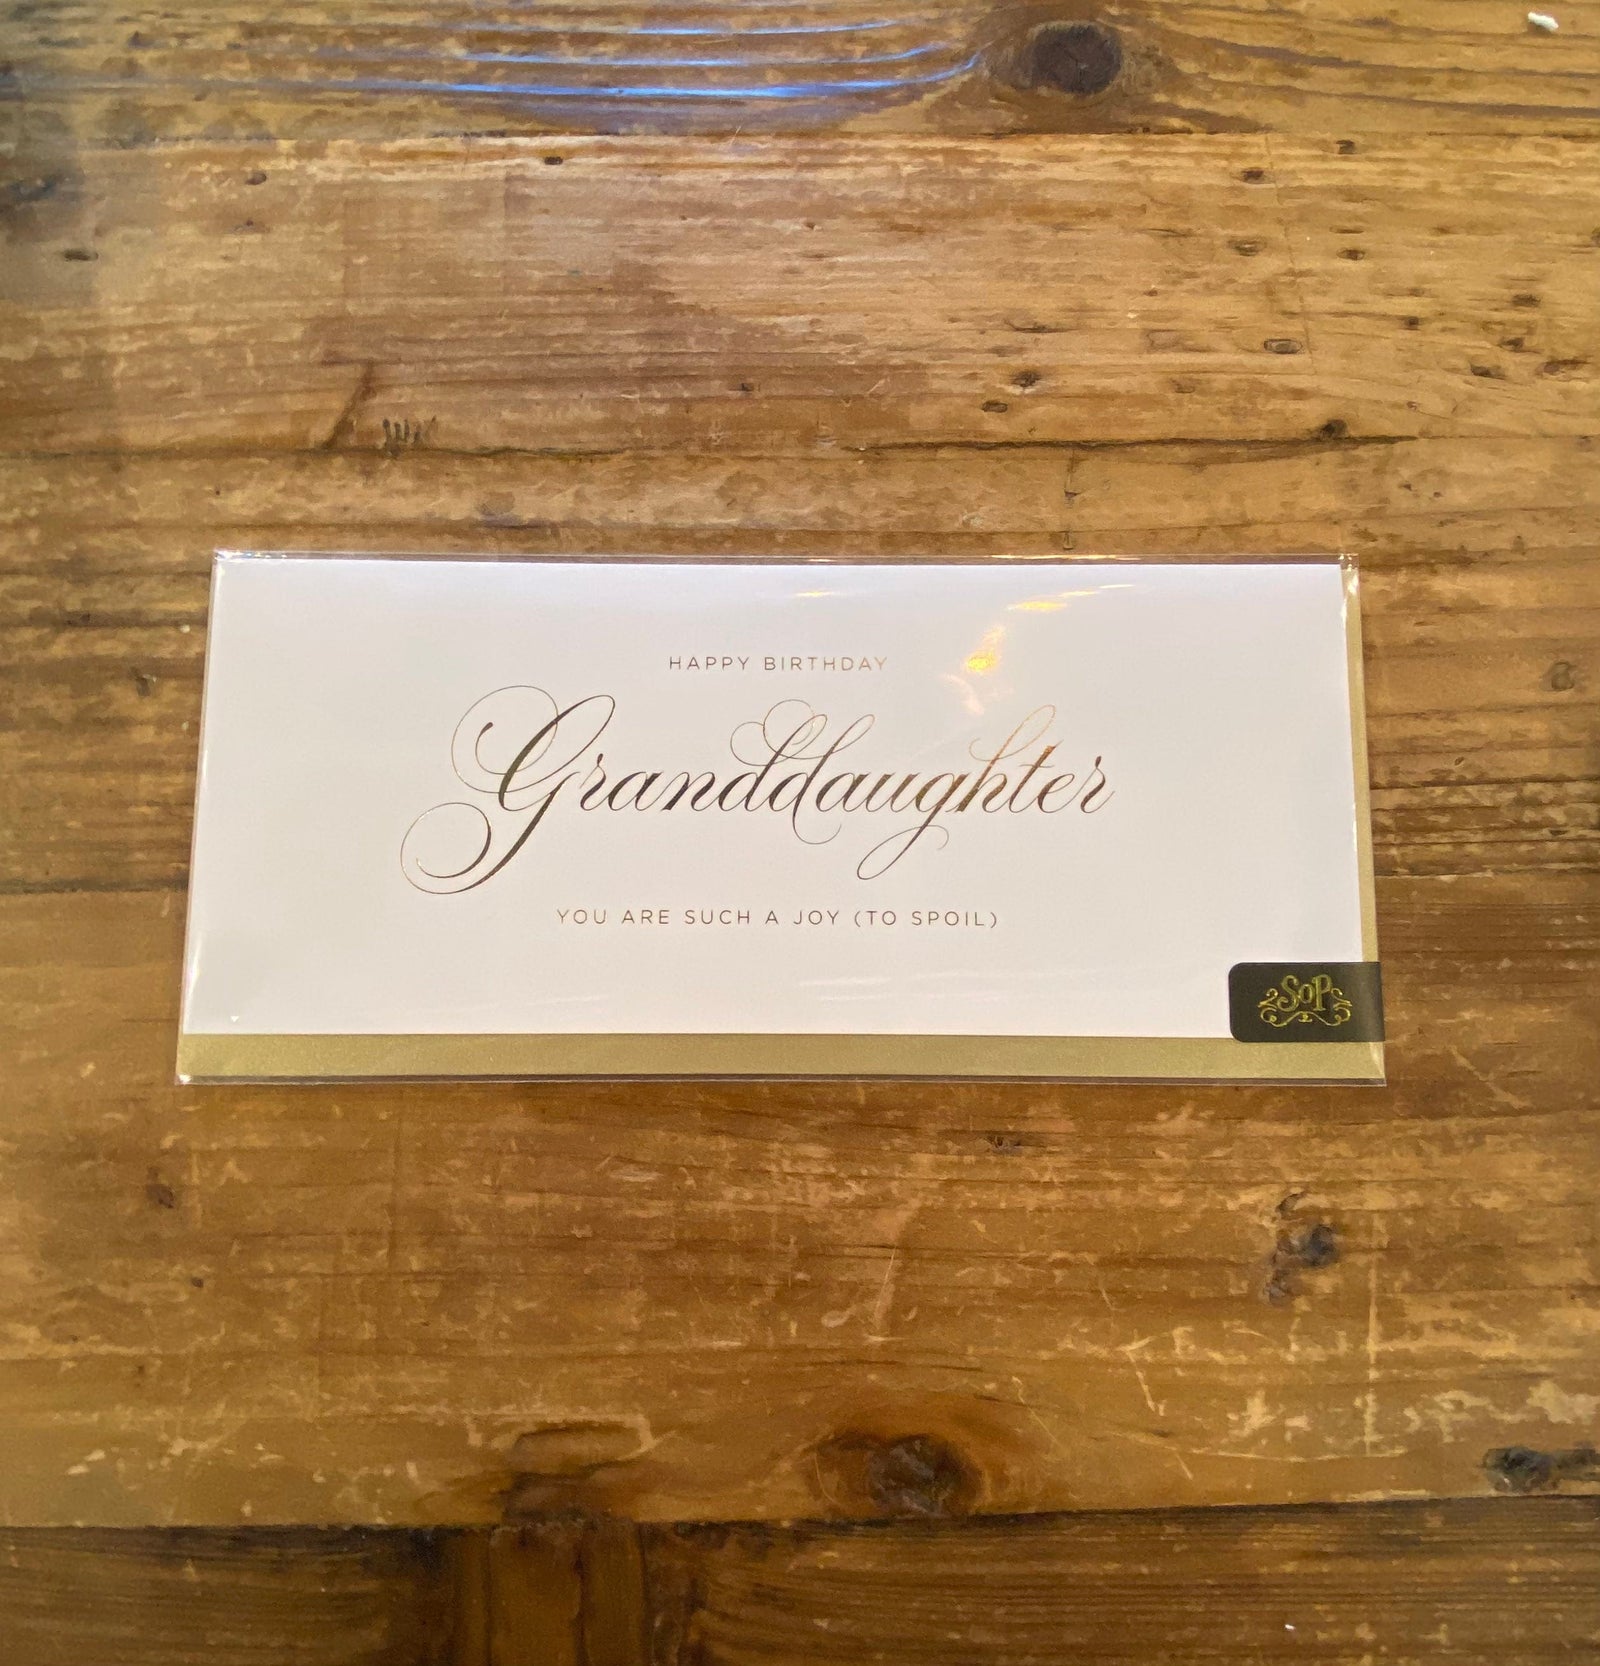 HAPPY BIRTHDAY
Granddaughter
YOU ARE SUCH A JOY (TO SPOIL)
SoP